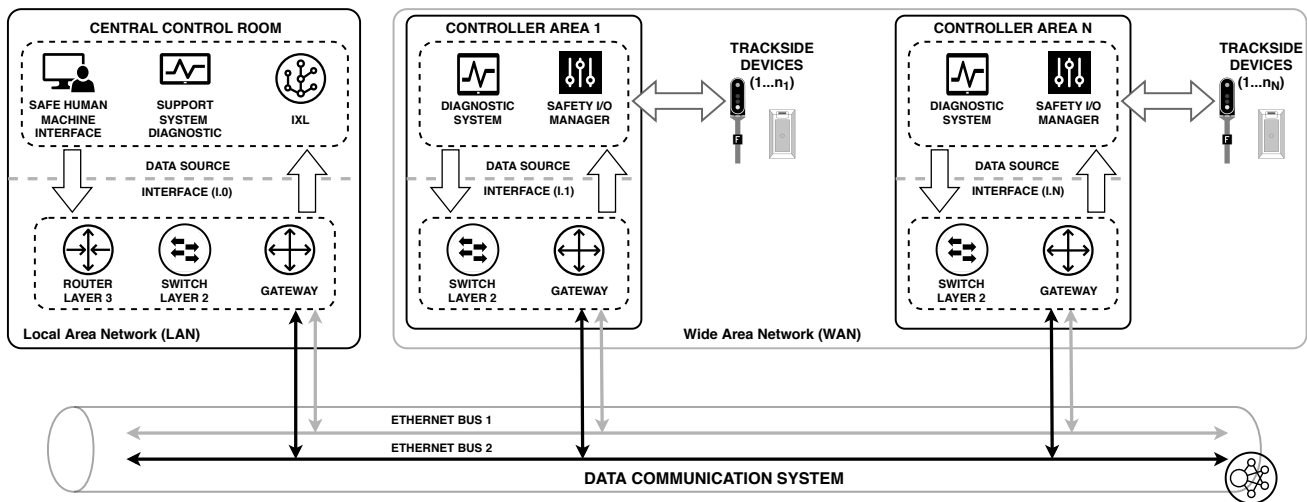 CENTRAL CONTROL ROOM
SAFE HUMAN
MACHINE
INTERFACE
SUPPORT
SYSTEM
DIAGNOSTIC
IXL
DATA SOURCE
INTERFACE (I.0)
ROUTER
LAYER 3
SWITCH
LAYER 2
GATEWAY
Local Area Network (LAN)
CONTROLLER AREA 1
DIAGNOSTIC
SYSTEM
SAFETY I/O
MANAGER
DATA SOURCE
INTERFACE (I.1)
SWITCH
LAYER 2
GATEWAY
TRACKSIDE
DEVICES
(1...n1)
F
Wide Area Network (WAN)
CONTROLLER AREA N
DIAGNOSTIC
SYSTEM
SAFETY I/O
MANAGER
DATA SOURCE
INTERFACE (I.N)
SWITCH
LAYER 2
GATEWAY
TRACKSIDE
DEVICES
(1...nN)
F
ETHERNET BUS 1
ETHERNET BUS 2
DATA COMMUNICATION SYSTEM